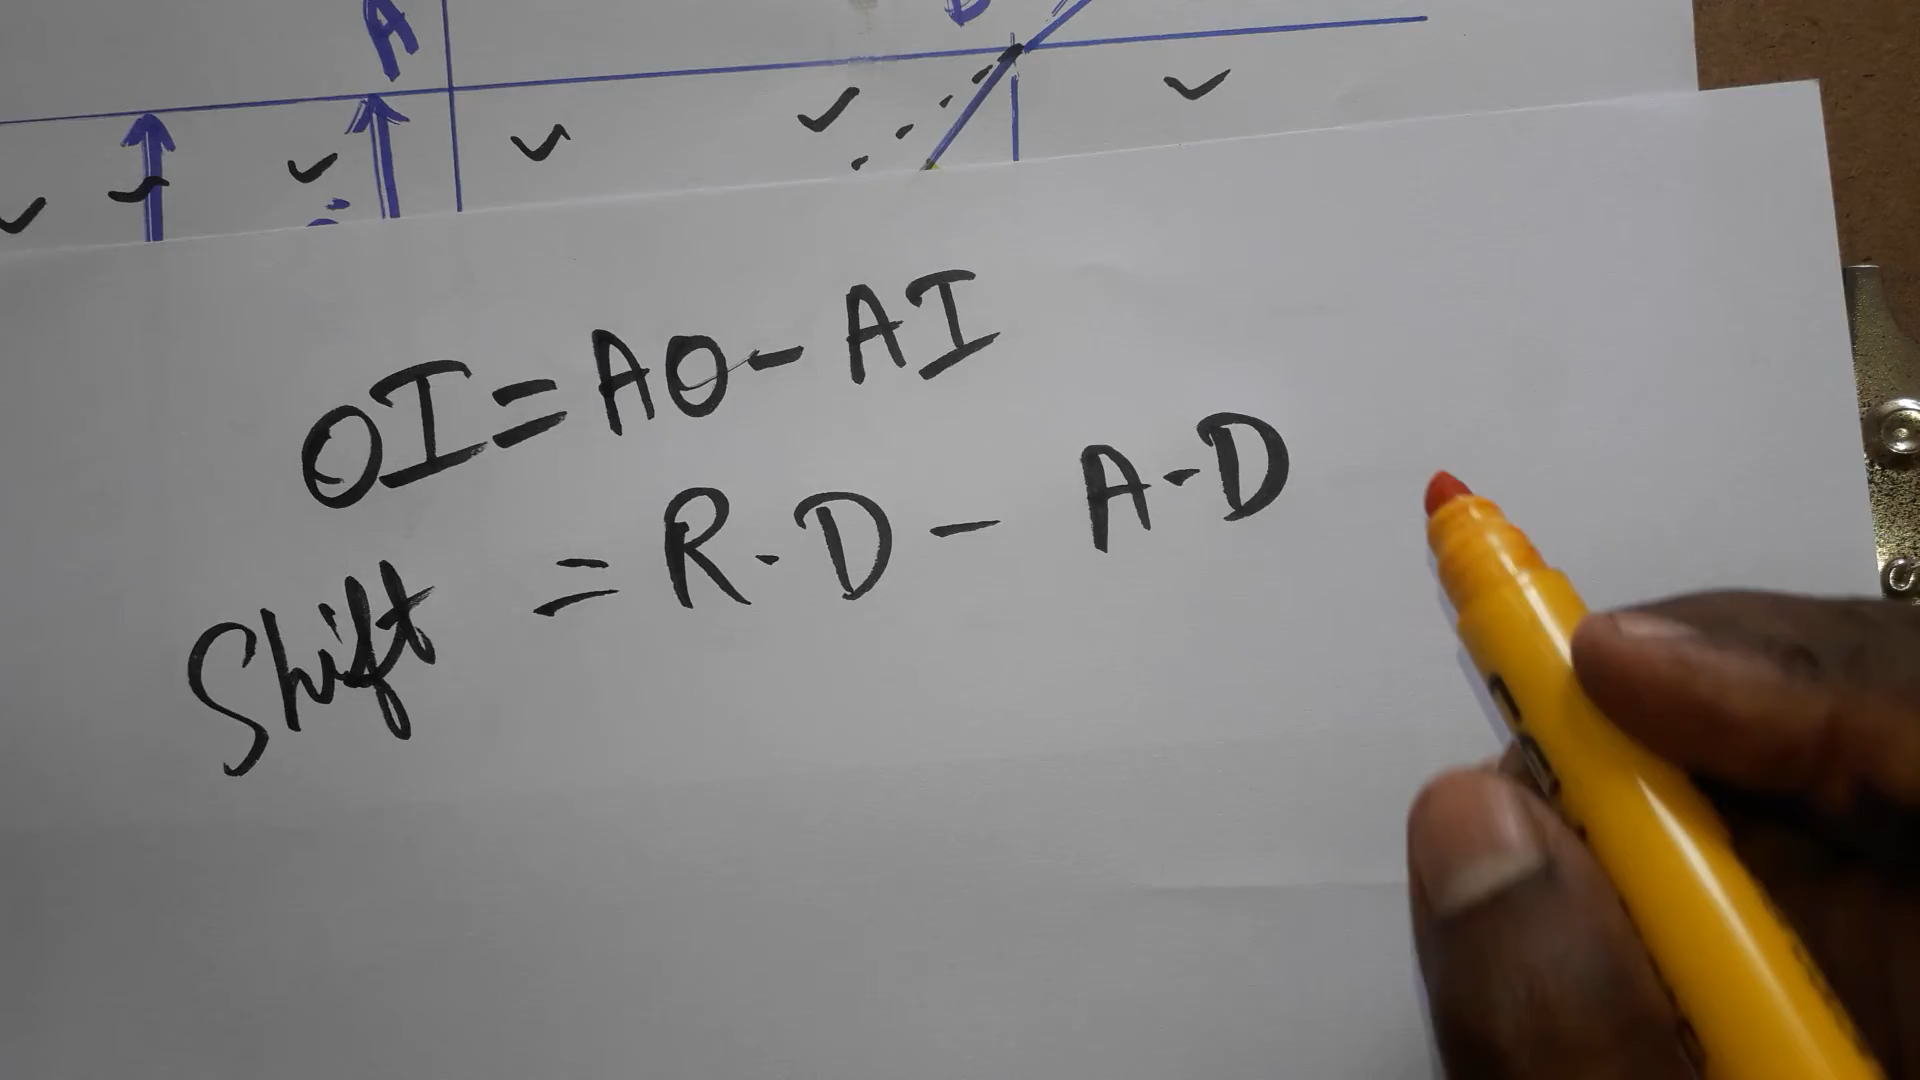 A
OI = AO - AI
Shift = R.D - A-D